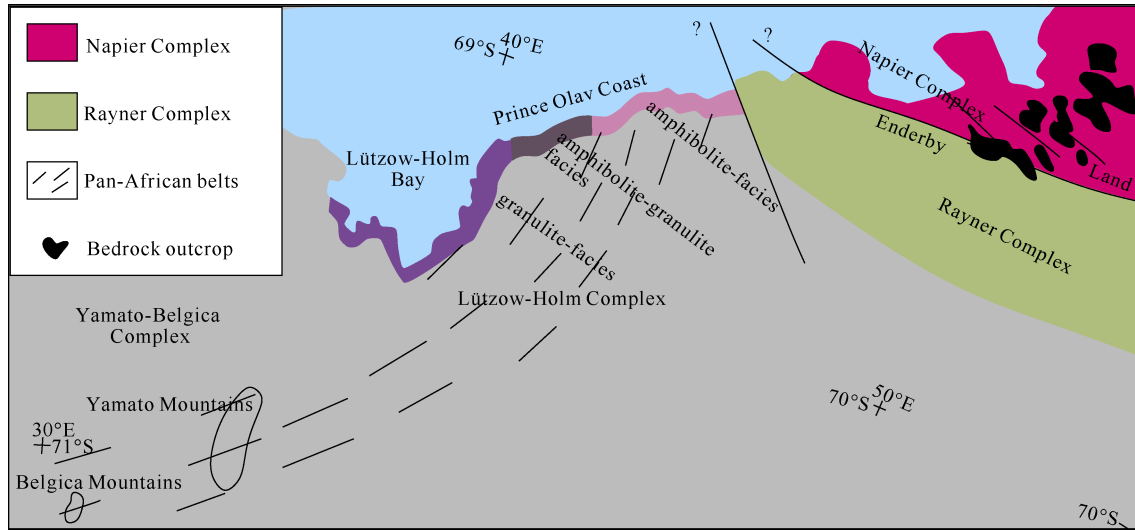 Napier Complex
Rayner Complex
Pan-African belts
Bedrock outcrop
69°S
40°E
?
?
Prince Olav Coast
Napier Complex
Enderby
Land
Rayner Complex
Lützow-Holm
Bay
amphibolite-facies
amphibolite-granulite
facies
granulite-facies
Lützow-Holm Complex
Yamato-Belgica
Complex
Yamato Mountains
30°E
71°S
Belgica Mountains
70°S
50°E
70°S